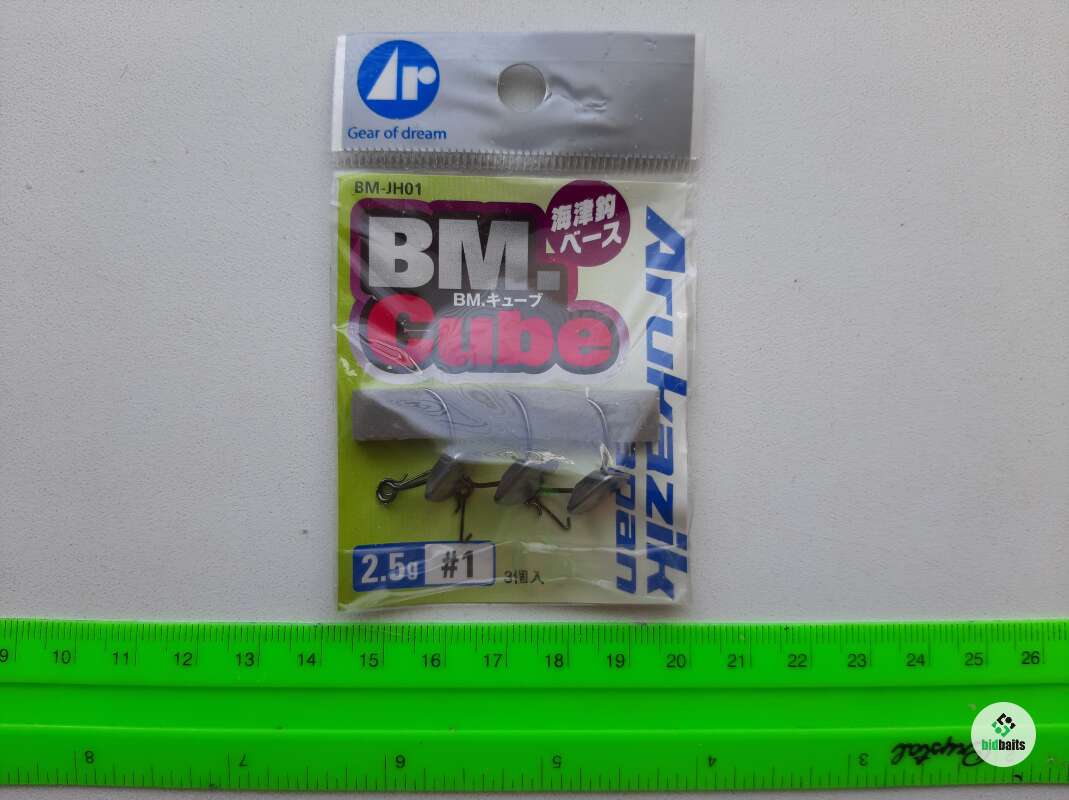 Ar
Gear of dream
BM-JH01
海津鈎
ベース
BM.
BM.キューブ
Cube
Arukazik
Japan
2.5g
#1
3個入
9 10 11 12 13 14 15 16 17 18 19 20 21 22 23 24 25 26
8 7 6 5 4 3
Crystal
bidbaits